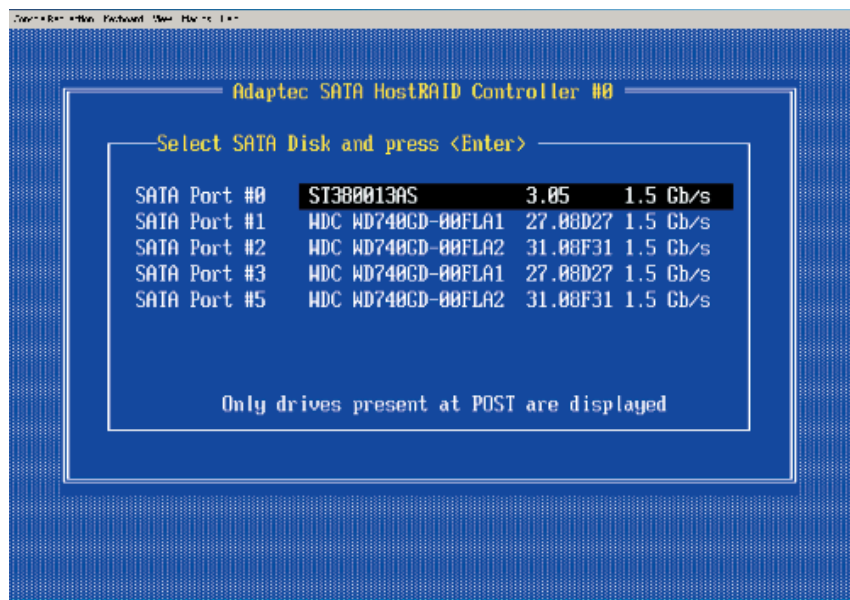 Keyboard View
Adaptec SATA HostRAID Controller #0
Select SATA Disk and press <Enter>
SATA Port #0 ST380013AS 3.05 1.5 Gb/s
SATA Port #1 WDC WD740GD-00FLA1 27.08D27 1.5 Gb/s
SATA Port #2 WDC WD740GD-00FLA2 31.08F31 1.5 Gb/s
SATA Port #3 WDC WD740GD-00FLA1 27.08D27 1.5 Gb/s
SATA Port #5 WDC WD740GD-00FLA2 31.08F31 1.5 Gb/s
Only drives present at POST are displayed